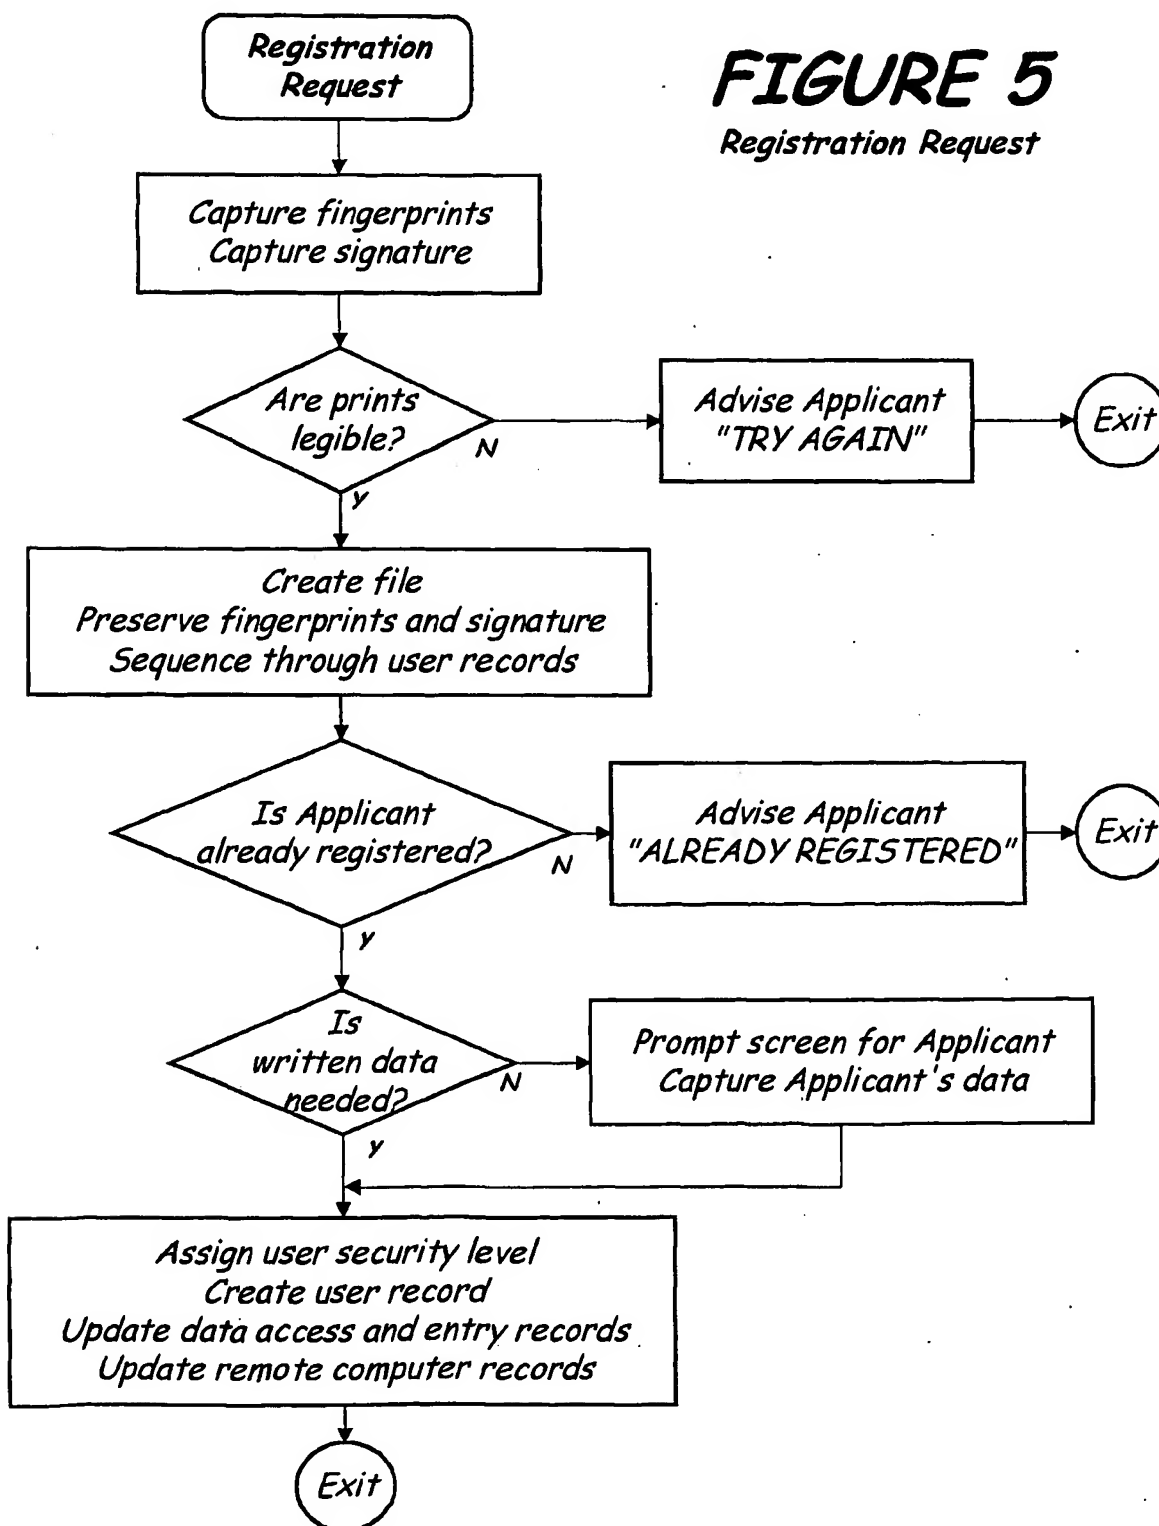 Registration
Request
FIGURE 5
Registration Request
Capture fingerprints
Capture signature
Are prints
legible?
N
Y
Advise Applicant
"TRY AGAIN"
Exit
Create file
Preserve fingerprints and signature
Sequence through user records
Is Applicant
already registered?
N
Y
Advise Applicant
"ALREADY REGISTERED"
Exit
Is
written data
needed?
N
Y
Prompt screen for Applicant
Capture Applicant's data
Assign user security level
Create user record
Update data access and entry records
Update remote computer records
Exit